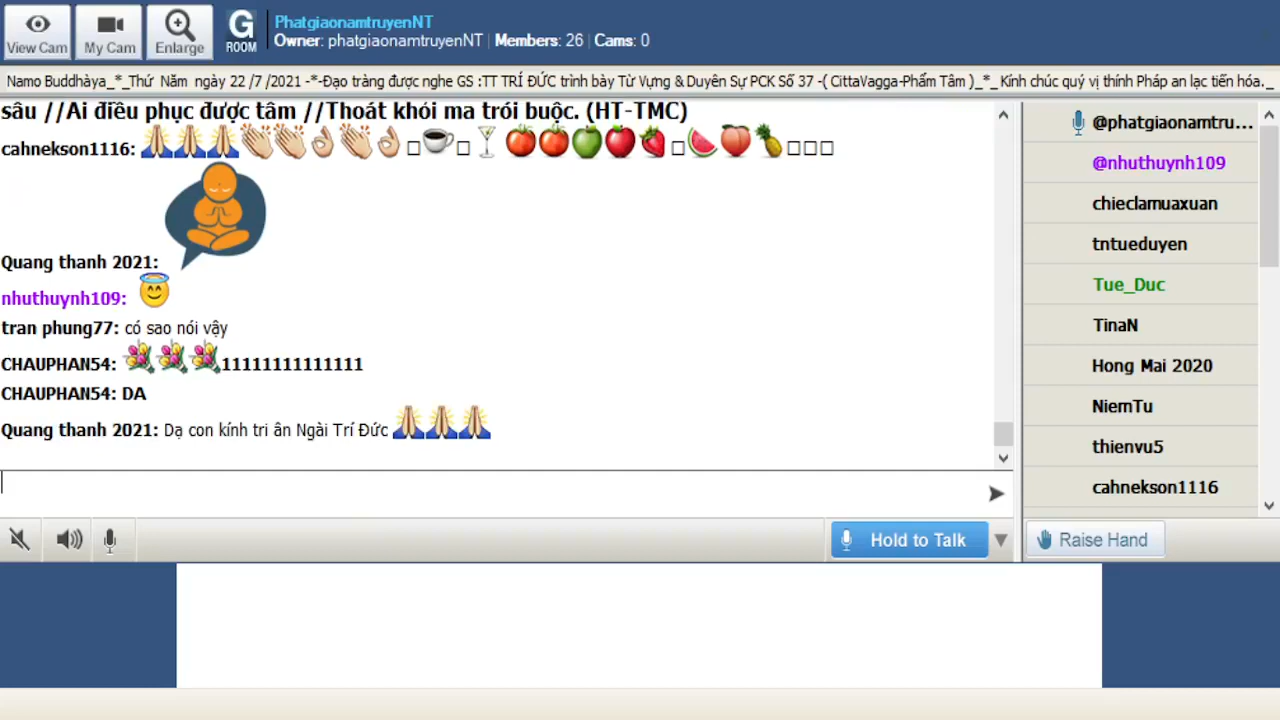 View Cam
My Cam
Enlarge
G
ROOM
PhatgiaonamtruyenNT
Owner: phatgiaonamtruyenNT | Members: 26 | Cams: 0
Namo Buddhàya_*_Thứ Năm ngày 22 /7 /2021 -*-Đạo tràng được nghe GS :TT TRÍ ĐỨC trình bày Từ Vựng & Duyên Sự PCK Số 37 -( CittaVagga-Phẩm Tâm )_*_ Kính chúc quý vị thính Pháp an lạc tiến hóa._
sâu //Ai điều phục được tâm //Thoát khỏi ma trói buộc. (HT-TMC)
cahnekson1116:
Quang thanh 2021:
nhuthuynh109:
tran phung77: có sao nói vậy
CHAUPHAN54: 11111111111111
CHAUPHAN54: DA
Quang thanh 2021: Dạ con kính tri ân Ngài Trí Đức
@phatgiaonamtru...
@nhuthuynh109
chieclamuaxuan
tntueduyen
Tue_Duc
TinaN
Hong Mai 2020
NiemTu
thienvu5
cahnekson1116
Hold to Talk
Raise Hand